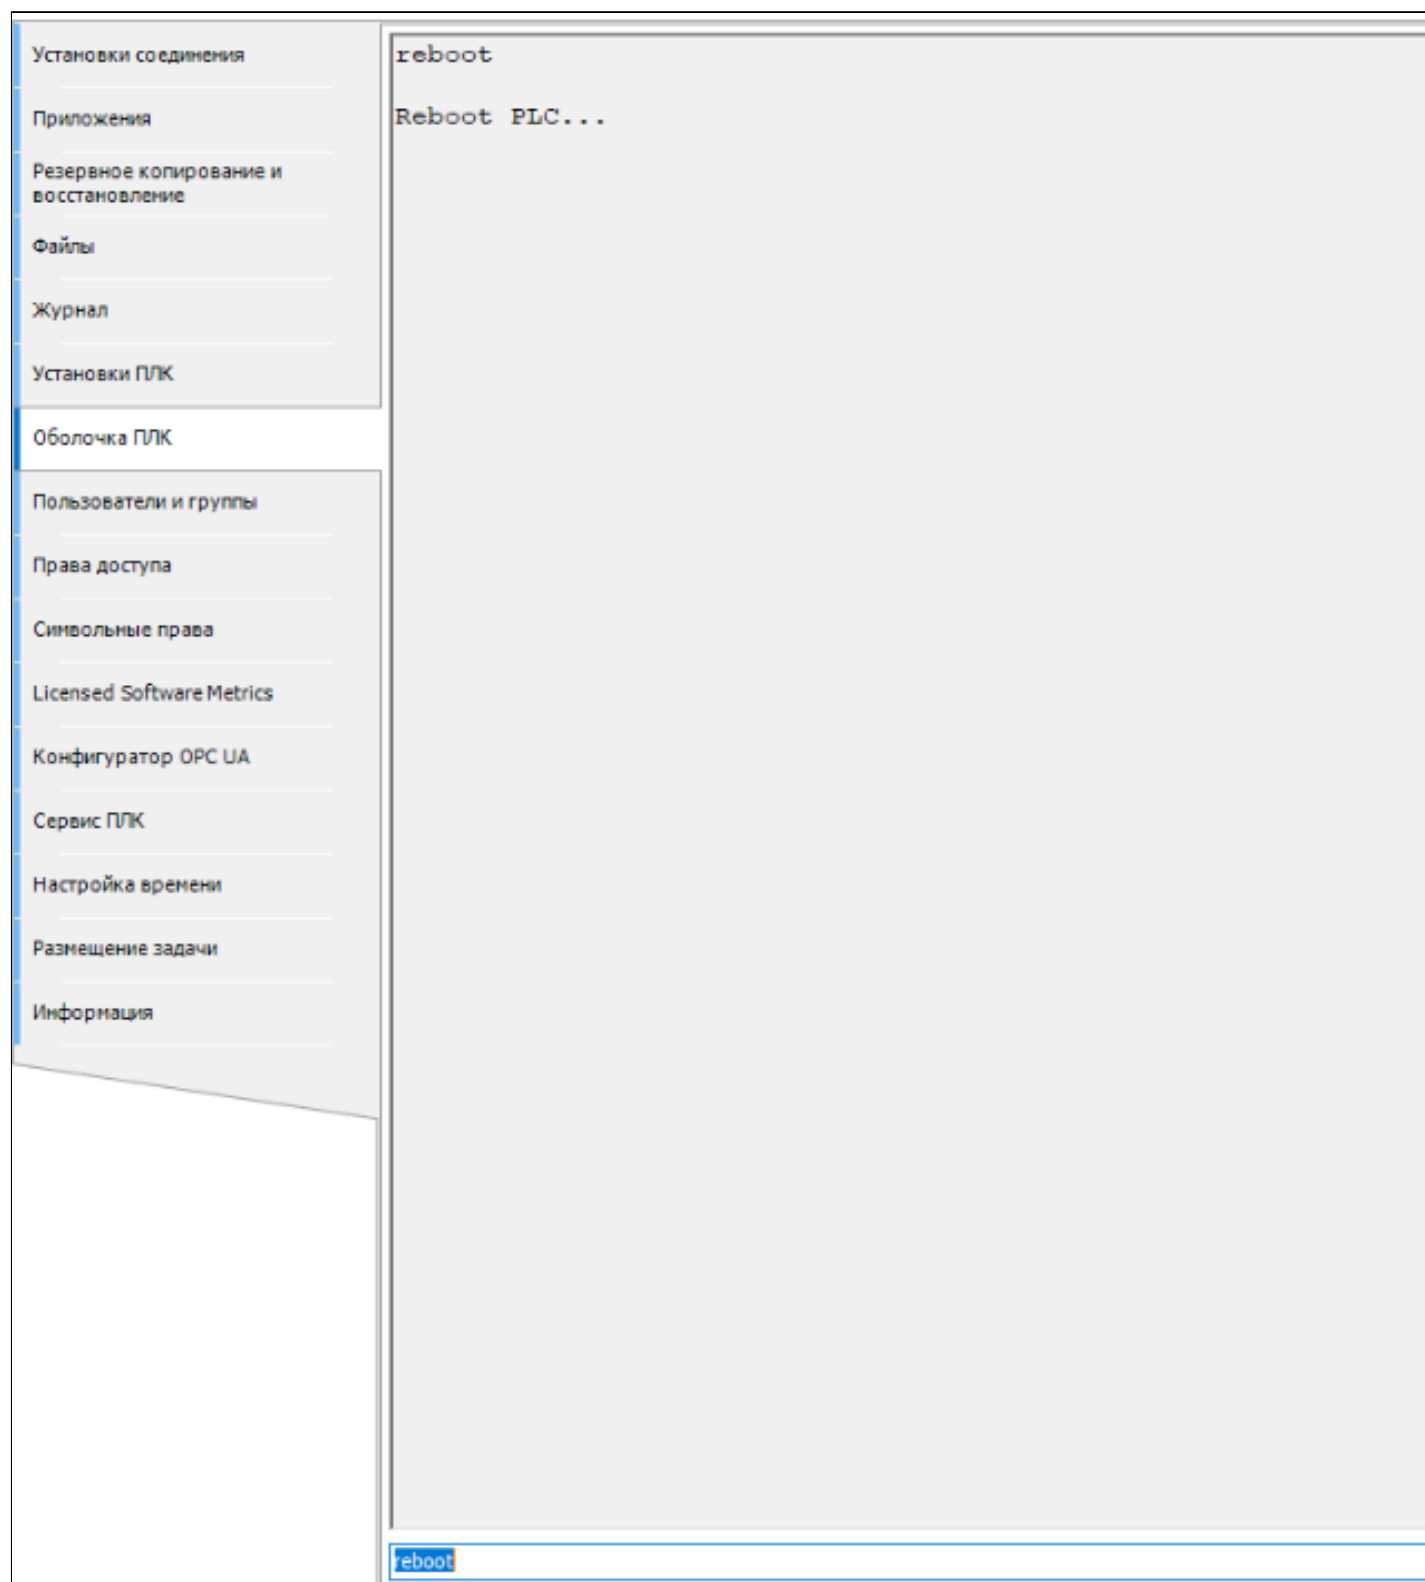 Установки соединения
Приложения
Резервное копирование и
восстановление
Файлы
Журнал
Установки ПЛК
Оболочка ПЛК
Пользователи и группы
Права доступа
Символьные права
Licensed Software Metrics
Конфигуратор OPC UA
Сервис ПЛК
Настройка времени
Размещение задачи
Информация
reboot
Reboot PLC...
reboot